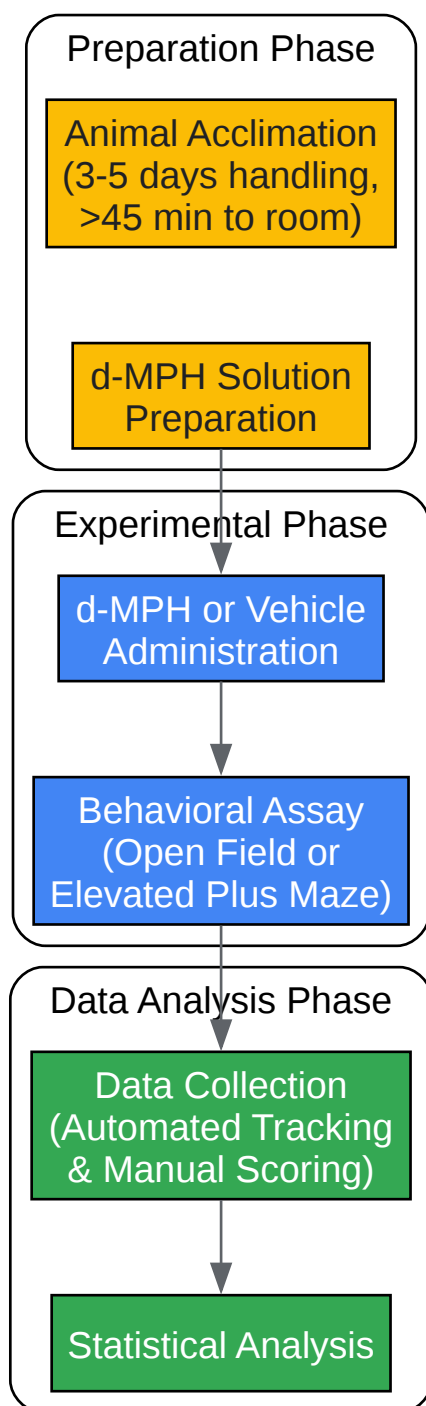 Preparation Phase
Animal Acclimation
(3-5 days handling,
>45 min to room)
d-MPH Solution
Preparation
Experimental Phase
d-MPH or Vehicle
Administration
Behavioral Assay
(Open Field or
Elevated Plus Maze)
Data Analysis Phase
Data Collection
(Automated Tracking
& Manual Scoring)
Statistical Analysis